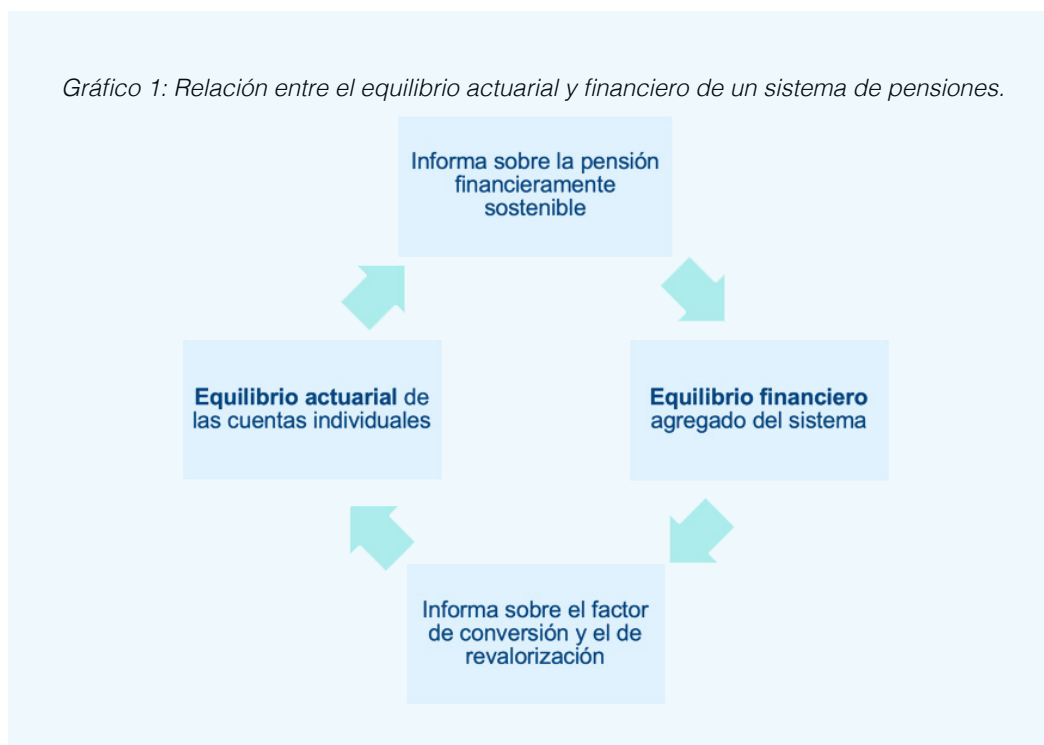 Gráfico 1: Relación entre el equilibrio actuarial y financiero de un sistema de pensiones.
Informa sobre la pensión
financieramente
sostenible
Equilibrio actuarial de
las cuentas individuales
Equilibrio financiero
agregado del sistema
Informa sobre el factor
de conversión y el de
revalorización